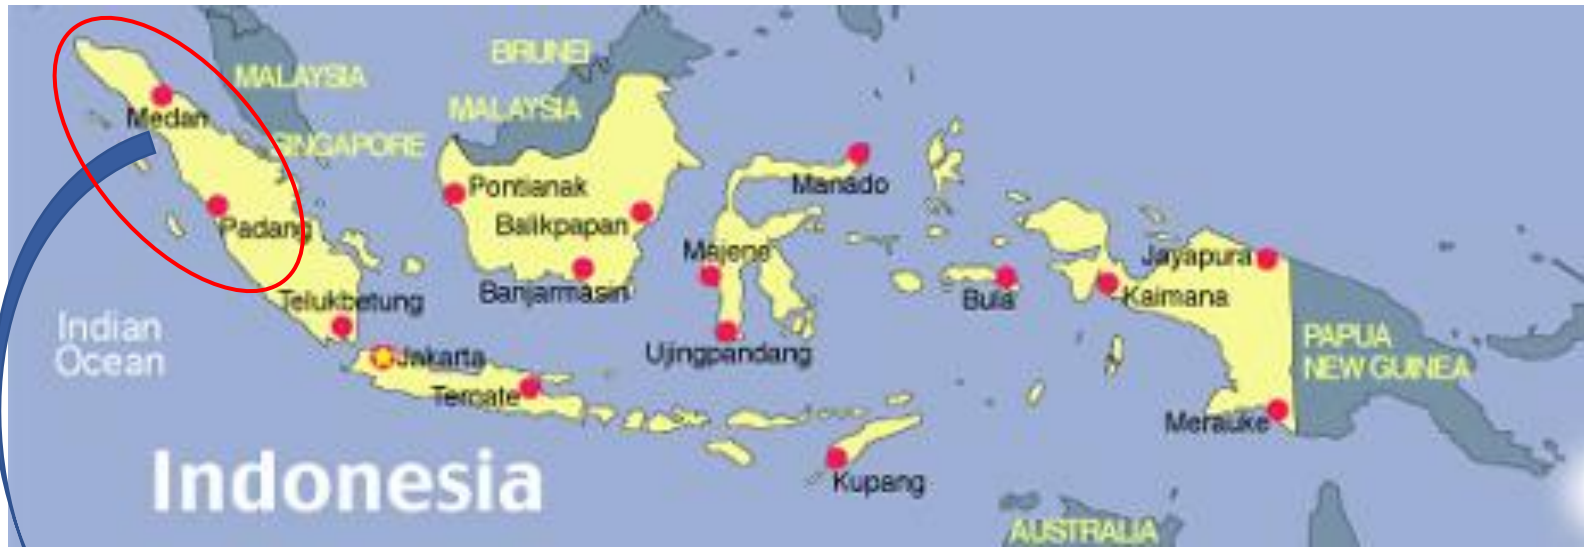 BRUNEI
MALAYSIA
MALAYSIA
Medan
SINGAPORE
Manado
Pontianak
Balikpapan
Padang
Majene
Jayapura
Banjarmasin
Bula
Kaimana
Telukbetung
Indian
Ocean
Jakarta
Ujingpandang
PAPUA
NEW GUINEA
Tercate
Merauke
Indonesia
Kupang
AUSTRALIA